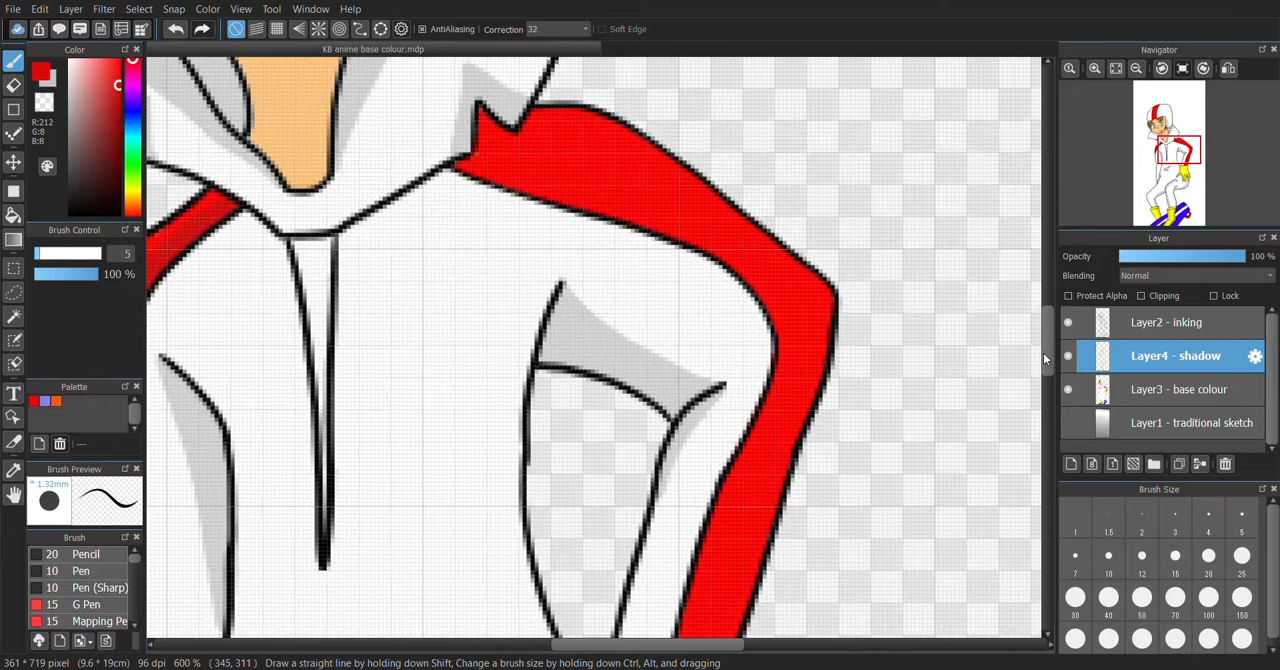 File Edit Layer Filter Select Snap Color View Tool Window Help
AntiAliasing Correction 32 Soft Edge
Color
KB anime base colour.mdp
Navigator
R:212
G:8
B:8
Brush Control
5
100 %
Layer
Opacity 100 %
Blending Normal
Protect Alpha Clipping Lock
Layer2 - inking
Layer4 - shadow
Layer3 - base colour
Layer1 - traditional sketch
Palette
---
Brush Preview
* 1.32mm
Brush
20 Pencil
10 Pen
10 Pen (Sharp)
15 G Pen
15 Mapping Pe
Brush Size
1 1.5 2 3 4 5
7 10 12 15 20 25
30 40 50 70 100 150
361 * 719 pixel (9.6 * 19cm) 96 dpi 600 % ( 345, 311 ) Draw a straight line by holding down Shift, Change a brush size by holding down Ctrl, Alt, and dragging